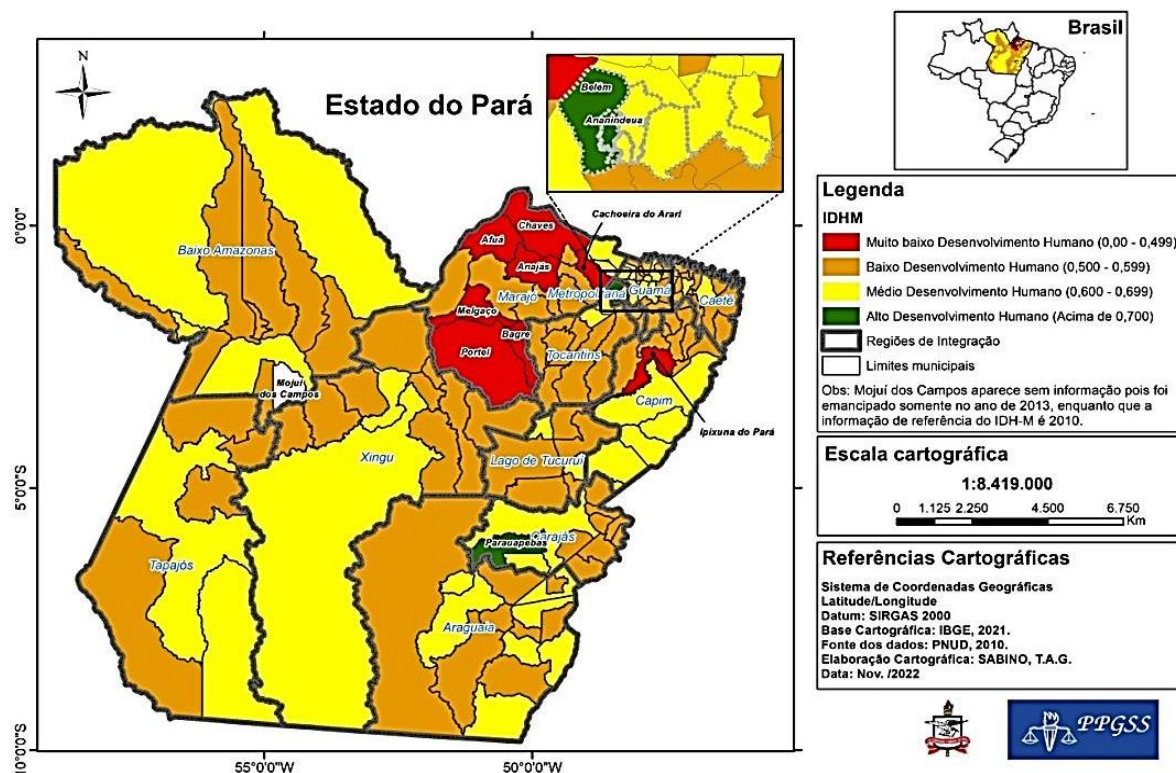 Estado do Pará
N
Belém
Ananindeua
Cachoeira do Arari
Chaves
Afuá
Anajás
Baixo Amazonas
Marajó
Metropolitana
Guamá
Caeté
Melgaço
Bagre
Portel
Tocantins
Mojuí
dos Campos
Capim
Ipixuna do Pará
Xingu
Lago de Tucuruí
Parauapebas
Carajás
Tapajós
Araguaia
0°0'0"
5°0'0"S
10°0'0"S
55°0'0"W
50°0'0"W
Brasil
Legenda
IDHM
Muito baixo Desenvolvimento Humano (0,00 - 0,499)
Baixo Desenvolvimento Humano (0,500 - 0,599)
Médio Desenvolvimento Humano (0,600 - 0,699)
Alto Desenvolvimento Humano (Acima de 0,700)
Regiões de Integração
Limites municipais
Obs: Mojuí dos Campos aparece sem informação pois foi
emancipado somente no ano de 2013, enquanto que a
informação de referência do IDH-M é 2010.
Escala cartográfica
1:8.419.000
0 1.125 2.250 4.500 6.750
Km
Referências Cartográficas
Sistema de Coordenadas Geográficas
Latitude/Longitude
Datum: SIRGAS 2000
Base Cartográfica: IBGE, 2021.
Fonte dos dados: PNUD, 2010.
Elaboração Cartográfica: SABINO, T.A.G.
Data: Nov. /2022
PPGSS